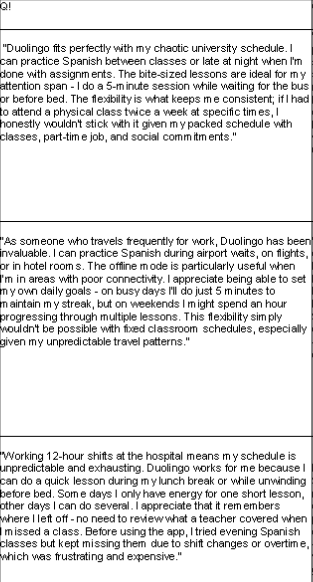 Q!
"Duolingo fits perfectly with my chaotic university schedule. I
can practice Spanish between classes or late at night when I'm
done with assignments. The bite-sized lessons are ideal for my
attention span - I do a 5-minute session while waiting for the bus
or before bed. The flexibility is what keeps me consistent; if I had
to attend a physical class twice a week at specific times, I
honestly wouldn't stick with it given my packed schedule with
classes, part-time job, and social commitments."
"As someone who travels frequently for work, Duolingo has been
invaluable. I can practice Spanish during airport waits, on flights,
or in hotel rooms. The offline mode is particularly useful when
I'm in areas with poor connectivity. I appreciate being able to set
my own daily goals - on busy days I'll do just 5 minutes to
maintain my streak, but on weekends I might spend an hour
progressing through multiple lessons. This flexibility simply
wouldn't be possible with fixed classroom schedules, especially
given my unpredictable travel patterns."
"Working 12-hour shifts at the hospital means my schedule is
unpredictable and exhausting. Duolingo works for me because I
can do a quick lesson during my lunch break or while unwinding
before bed. Some days I only have energy for one short lesson,
other days I can do several. I appreciate that it remembers
where I left off - no need to review what a teacher covered when
I missed a class. Before using the app, I tried evening Spanish
classes but kept missing them due to shift changes or overtime,
which was frustrating and expensive."